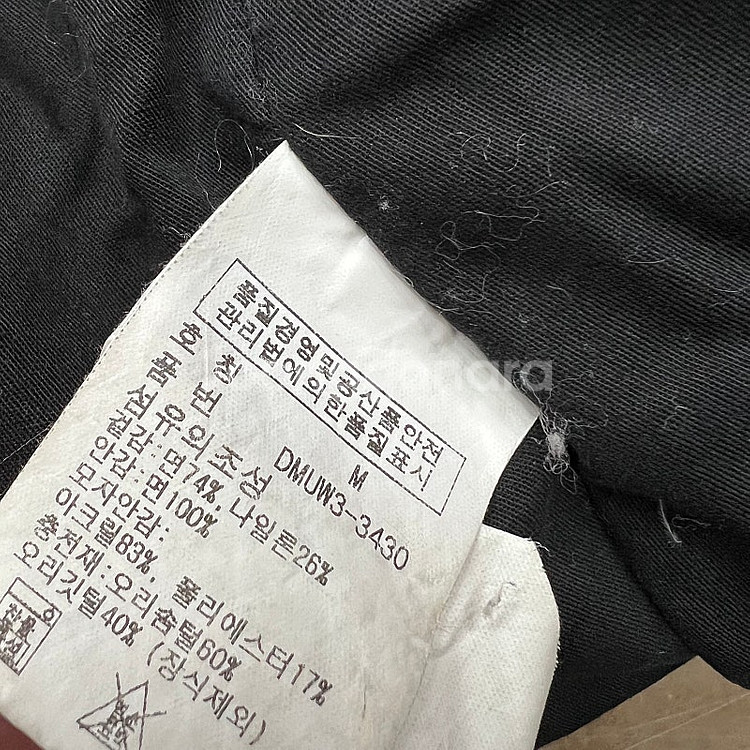 품질경영및공산품안전
관리법에의한품질표시
호 칭 M
품 번 DMUW3-3430
섬유의조성
겉감:면74%, 나일론26%
안감:면100%
모자안감:
아크릴83%, 폴리에스터17%
충전재:오리솜털60%
오리깃털40% (장식제외)